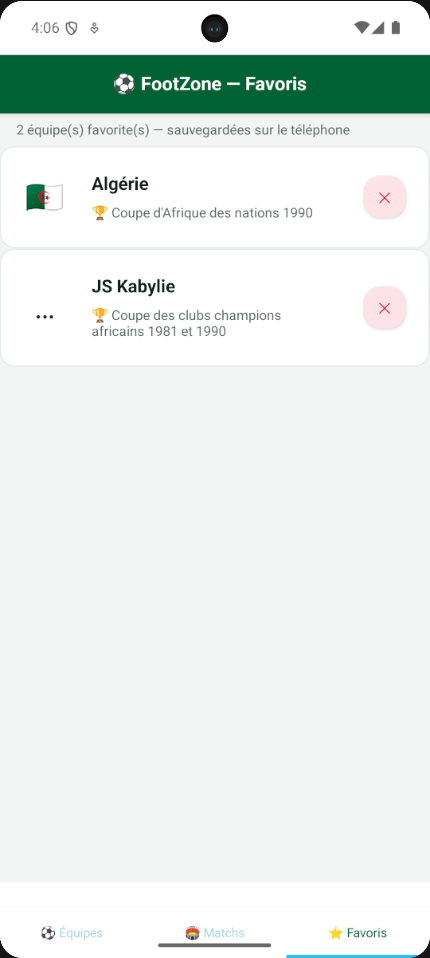 4:06
⚽ FootZone — Favoris
2 équipe(s) favorite(s) — sauvegardées sur le téléphone
Algérie
🏆 Coupe d'Afrique des nations 1990
...
JS Kabylie
🏆 Coupe des clubs champions
africains 1981 et 1990
⚽ Équipes
🏟️ Matchs
⭐ Favoris